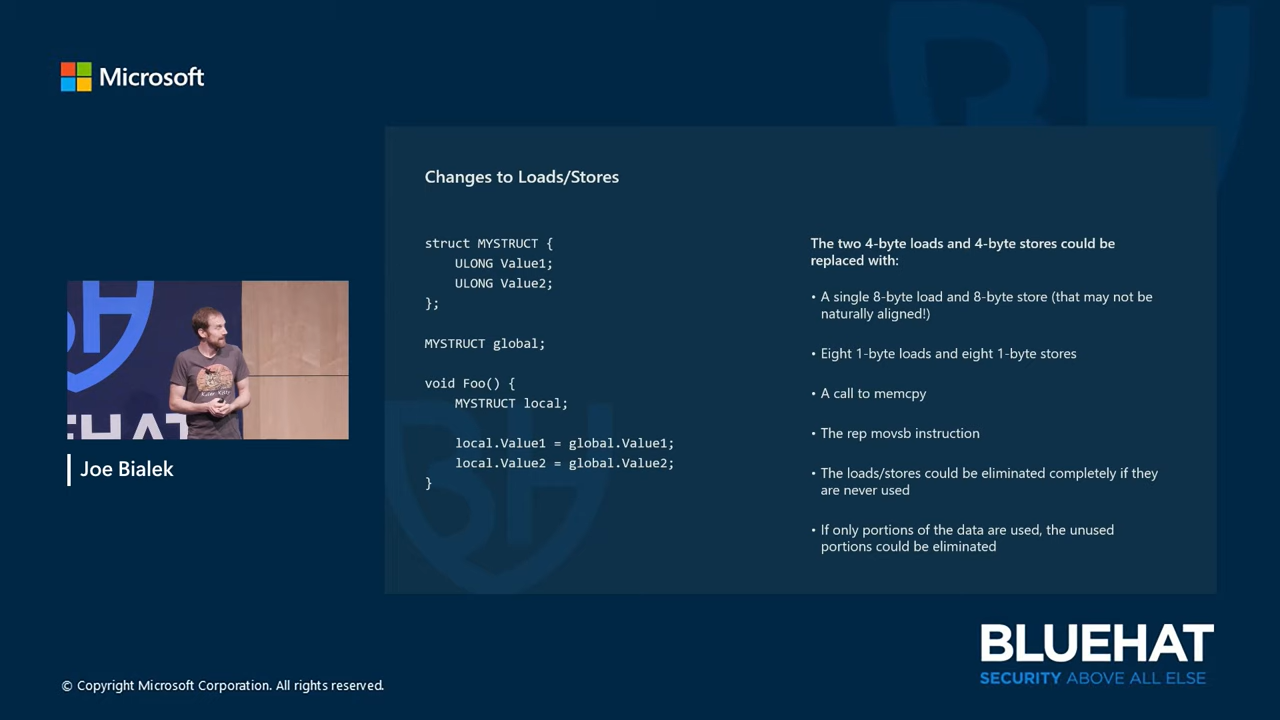 Microsoft
Changes to Loads/Stores
struct MYSTRUCT {
    ULONG Value1;
    ULONG Value2;
};
MYSTRUCT global;
void Foo() {
    MYSTRUCT local;
    local.Value1 = global.Value1;
    local.Value2 = global.Value2;
}
The two 4-byte loads and 4-byte stores could be
replaced with:
• A single 8-byte load and 8-byte store (that may not be
naturally aligned!)
• Eight 1-byte loads and eight 1-byte stores
• A call to memcpy
• The rep movsb instruction
• The loads/stores could be eliminated completely if they
are never used
• If only portions of the data are used, the unused
portions could be eliminated
Joe Bialek
BLUEHAT
SECURITY ABOVE ALL ELSE
© Copyright Microsoft Corporation. All rights reserved.